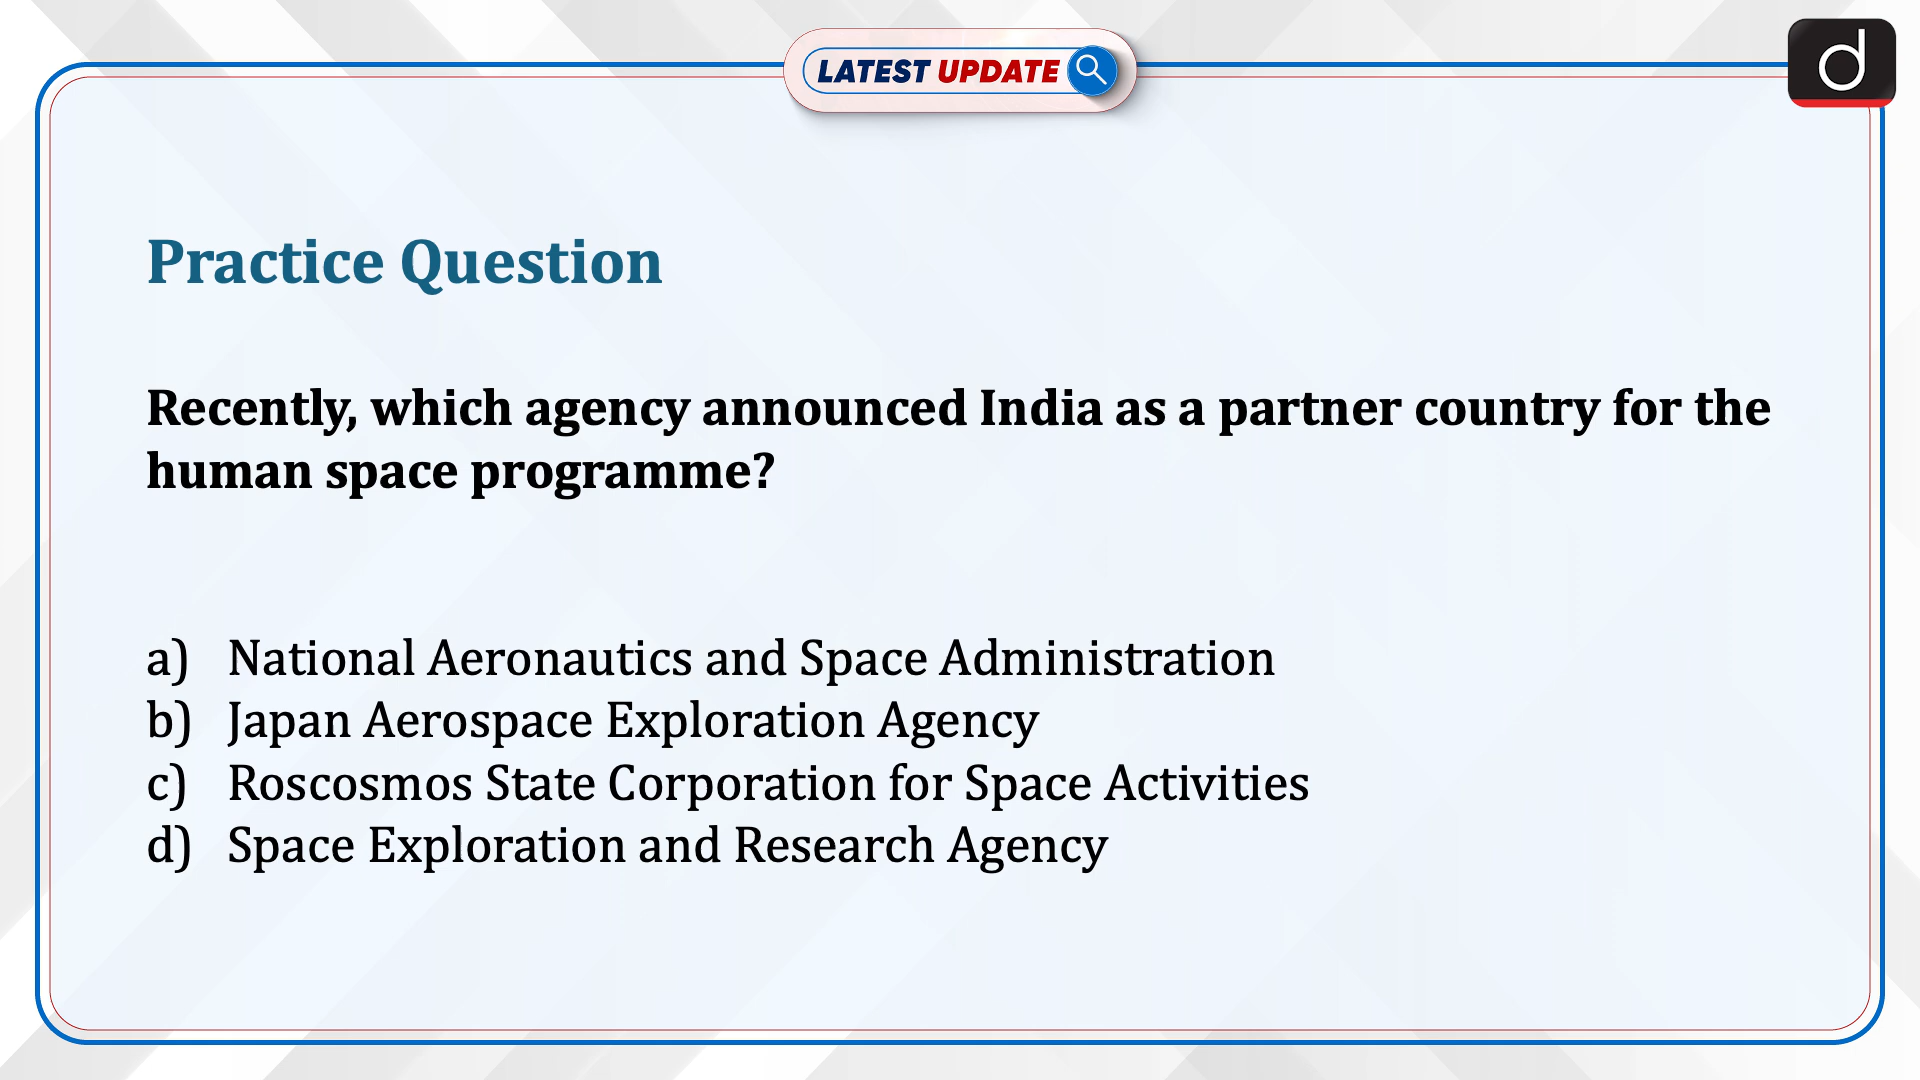 LATEST UPDATE
d
Practice Question
Recently, which agency announced India as a partner country for the
human space programme?
a) National Aeronautics and Space Administration
b) Japan Aerospace Exploration Agency
c) Roscosmos State Corporation for Space Activities
d) Space Exploration and Research Agency